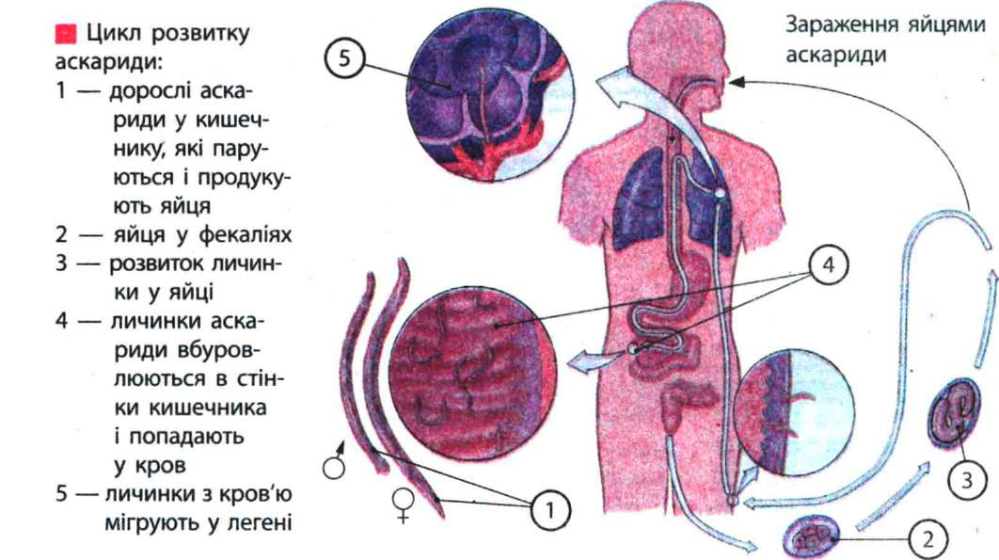 Цикл розвитку
аскариди:
1 — дорослі аска-
риди у кишеч-
нику, які пару-
ються і продуку-
ють яйця
2 — яйця у фекаліях
3 — розвиток личин-
ки у яйці
4 — личинки аска-
риди вбуров-
люються в стін-
ки кишечника
і попадають
у кров
5 — личинки з кров'ю
мігрують у легені
Зараження яйцями
аскариди
5
4
3
♂
♀
1
2